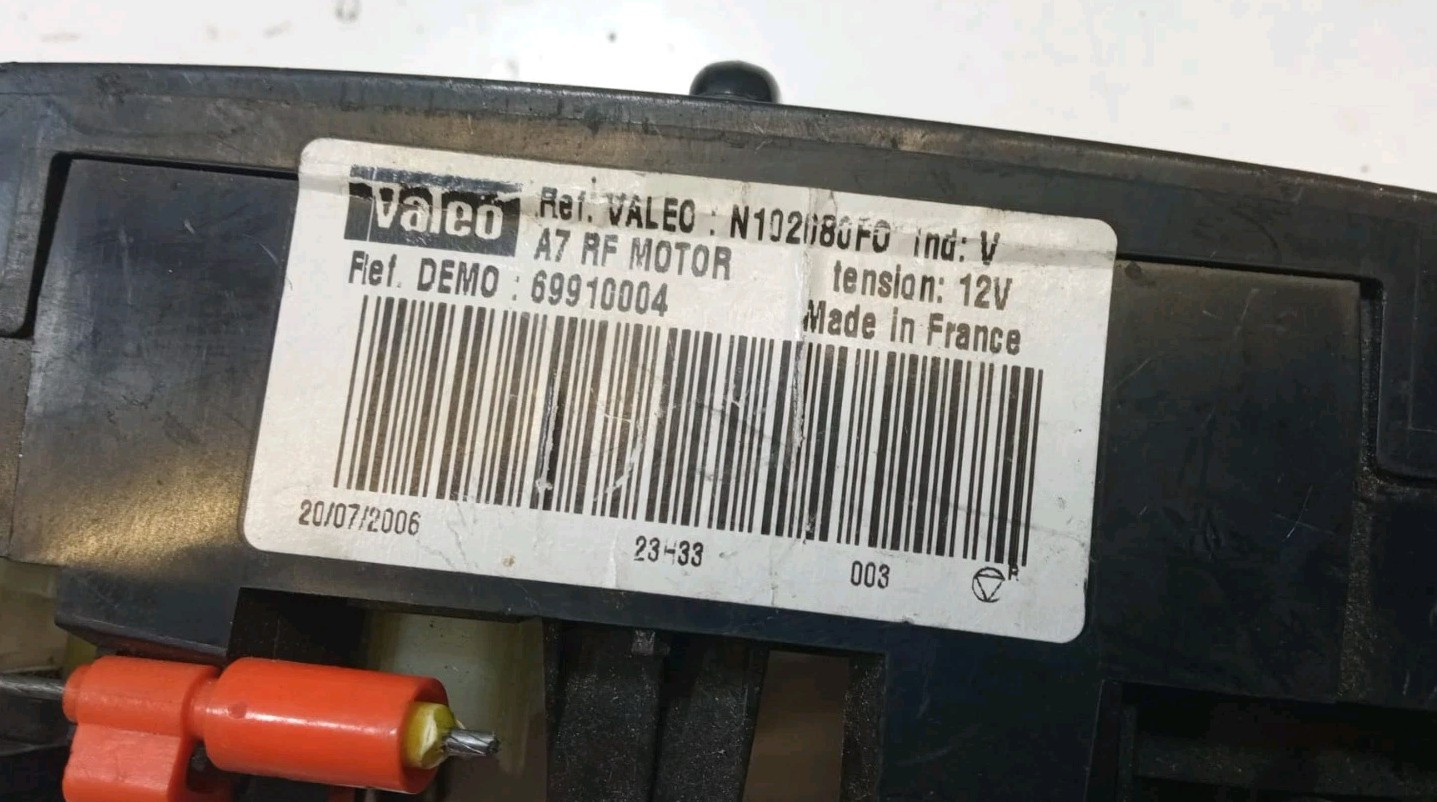 Valeo
Ref. VALEO : N102080F0 Ind: V
A7 RF MOTOR
tension: 12V
Ref. DEMO : 69910004
Made in France
20/07/2006
23H33
003
R